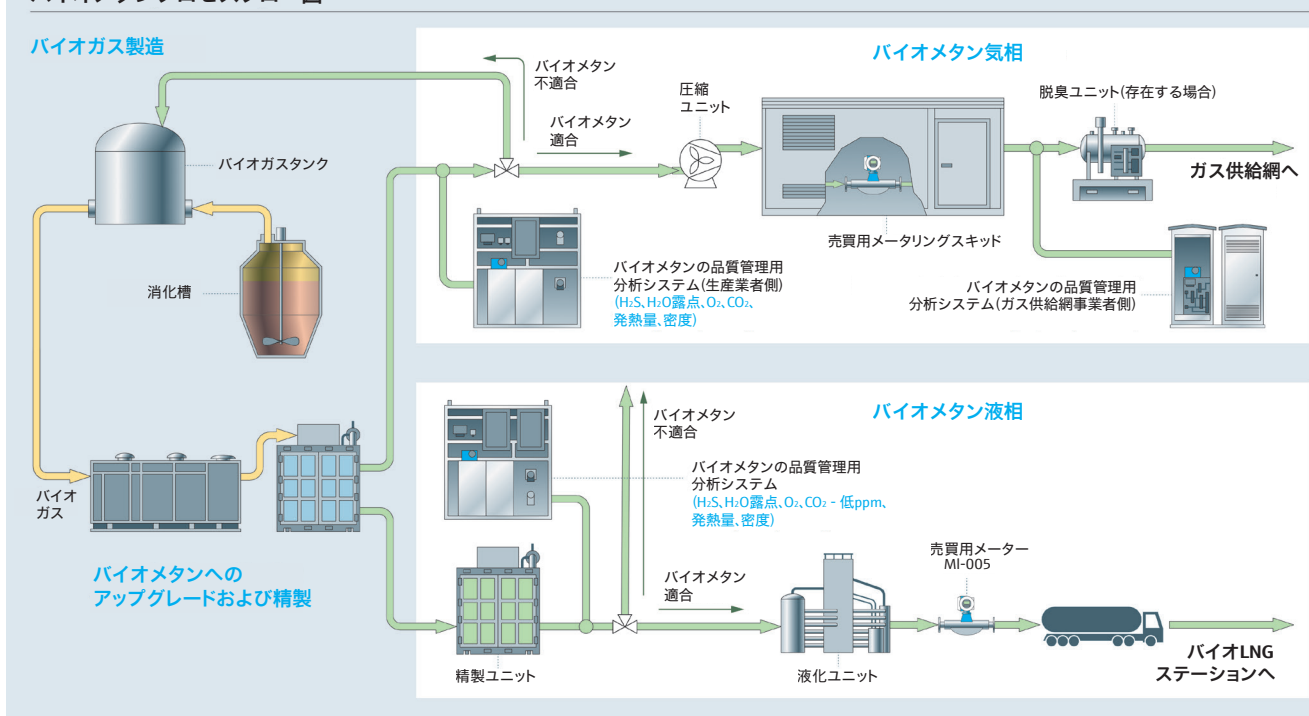 バイオガス製造
バイオガスタンク
消化槽
バイオ
ガス
バイオメタンへの
アップグレードおよび精製
バイオメタン気相
バイオメタン
不適合
バイオメタン
適合
圧縮
ユニット
脱臭ユニット(存在する場合)
ガス供給網へ
売買用メータリングスキッド
バイオメタンの品質管理用
分析システム(生産業者側)
(H₂S、H₂O露点、O₂、CO₂、
発熱量、密度)
バイオメタンの品質管理用
分析システム(ガス供給網事業者側)
バイオメタン液相
バイオメタン
不適合
バイオメタンの品質管理用
分析システム
(H₂S、H₂O露点、O₂、CO₂ - 低ppm、
発熱量、密度)
バイオメタン
適合
売買用メーター
MI-005
精製ユニット
液化ユニット
バイオLNG
ステーションへ